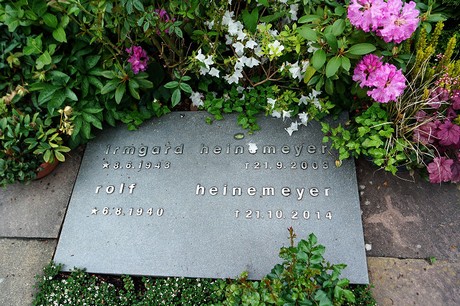 irmgard heinemeyer
* 8.6.1943 † 21.9.2003
rolf heinemeyer
* 6.8.1940 † 21.10.2014